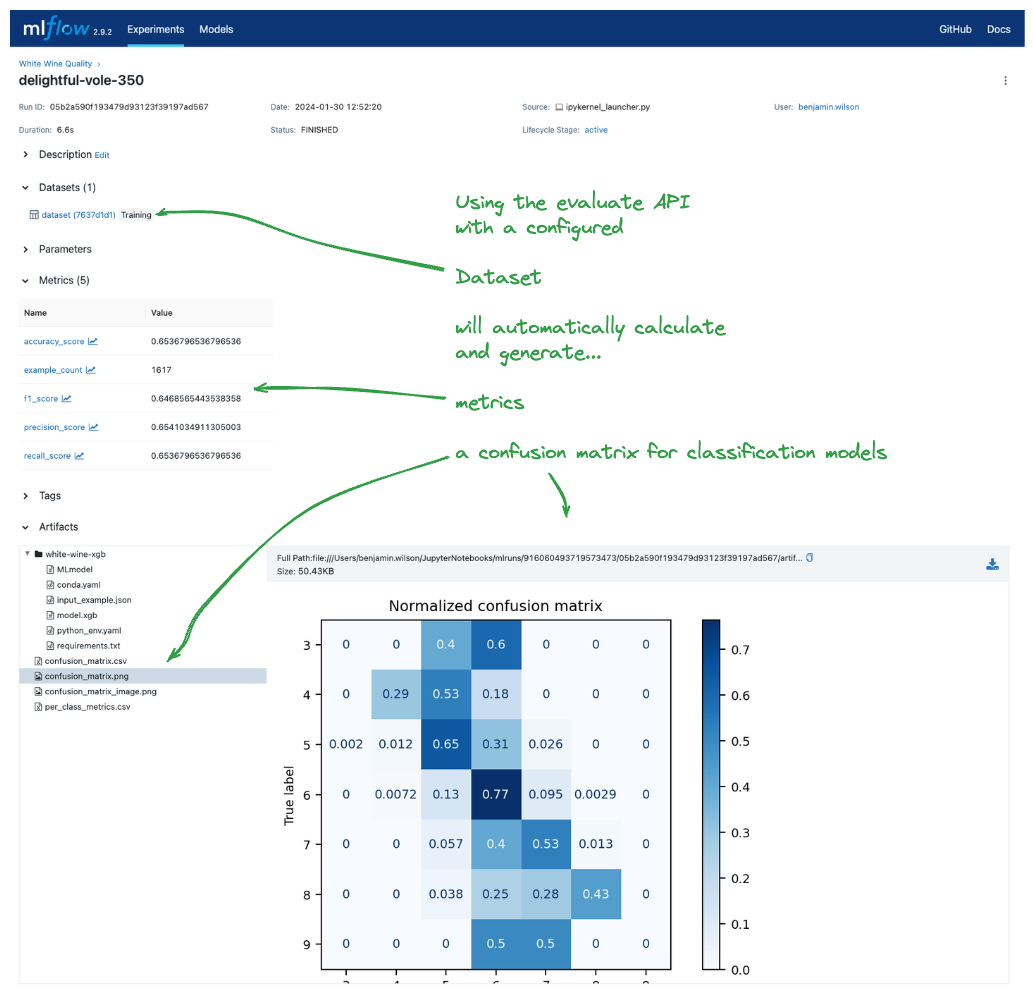 mlflow 2.9.2 Experiments Models GitHub Docs
White Wine Quality ›
delightful-vole-350
Run ID: 05b2a590f193479d93123f39197ad567 Date: 2024-01-30 12:52:20 Source: ipykernel_launcher.py User: benjamin.wilson
Duration: 6.6s Status: FINISHED Lifecycle Stage: active
Description Edit
Datasets (1)
dataset (7637d1d1) Training
Using the evaluate API
with a configured
Dataset
will automatically calculate
and generate...
metrics
a confusion matrix for classification models
Parameters
Metrics (5)
Name Value
accuracy_score 0.6536796536796536
example_count 1617
f1_score 0.6468565443538358
precision_score 0.6541034911305003
recall_score 0.6536796536796536
Tags
Artifacts
white-wine-xgb
MLmodel
conda.yaml
input_example.json
model.xgb
python_env.yaml
requirements.txt
confusion_matrix.csv
confusion_matrix.png
confusion_matrix_image.png
per_class_metrics.csv
Full Path:file:///Users/benjamin.wilson/JupyterNotebooks/mlruns/916060493719573473/05b2a590f193479d93123f39197ad567/artif...
Size: 50.43KB
Normalized confusion matrix
True label
3 0 0 0.4 0.6 0 0 0
4 0 0.29 0.53 0.18 0 0 0
5 0.002 0.012 0.65 0.31 0.026 0 0
6 0 0.0072 0.13 0.77 0.095 0.0029 0
7 0 0 0.057 0.4 0.53 0.013 0
8 0 0 0.038 0.25 0.28 0.43 0
9 0 0 0 0.5 0.5 0 0
0.7
0.6
0.5
0.4
0.3
0.2
0.1
0.0